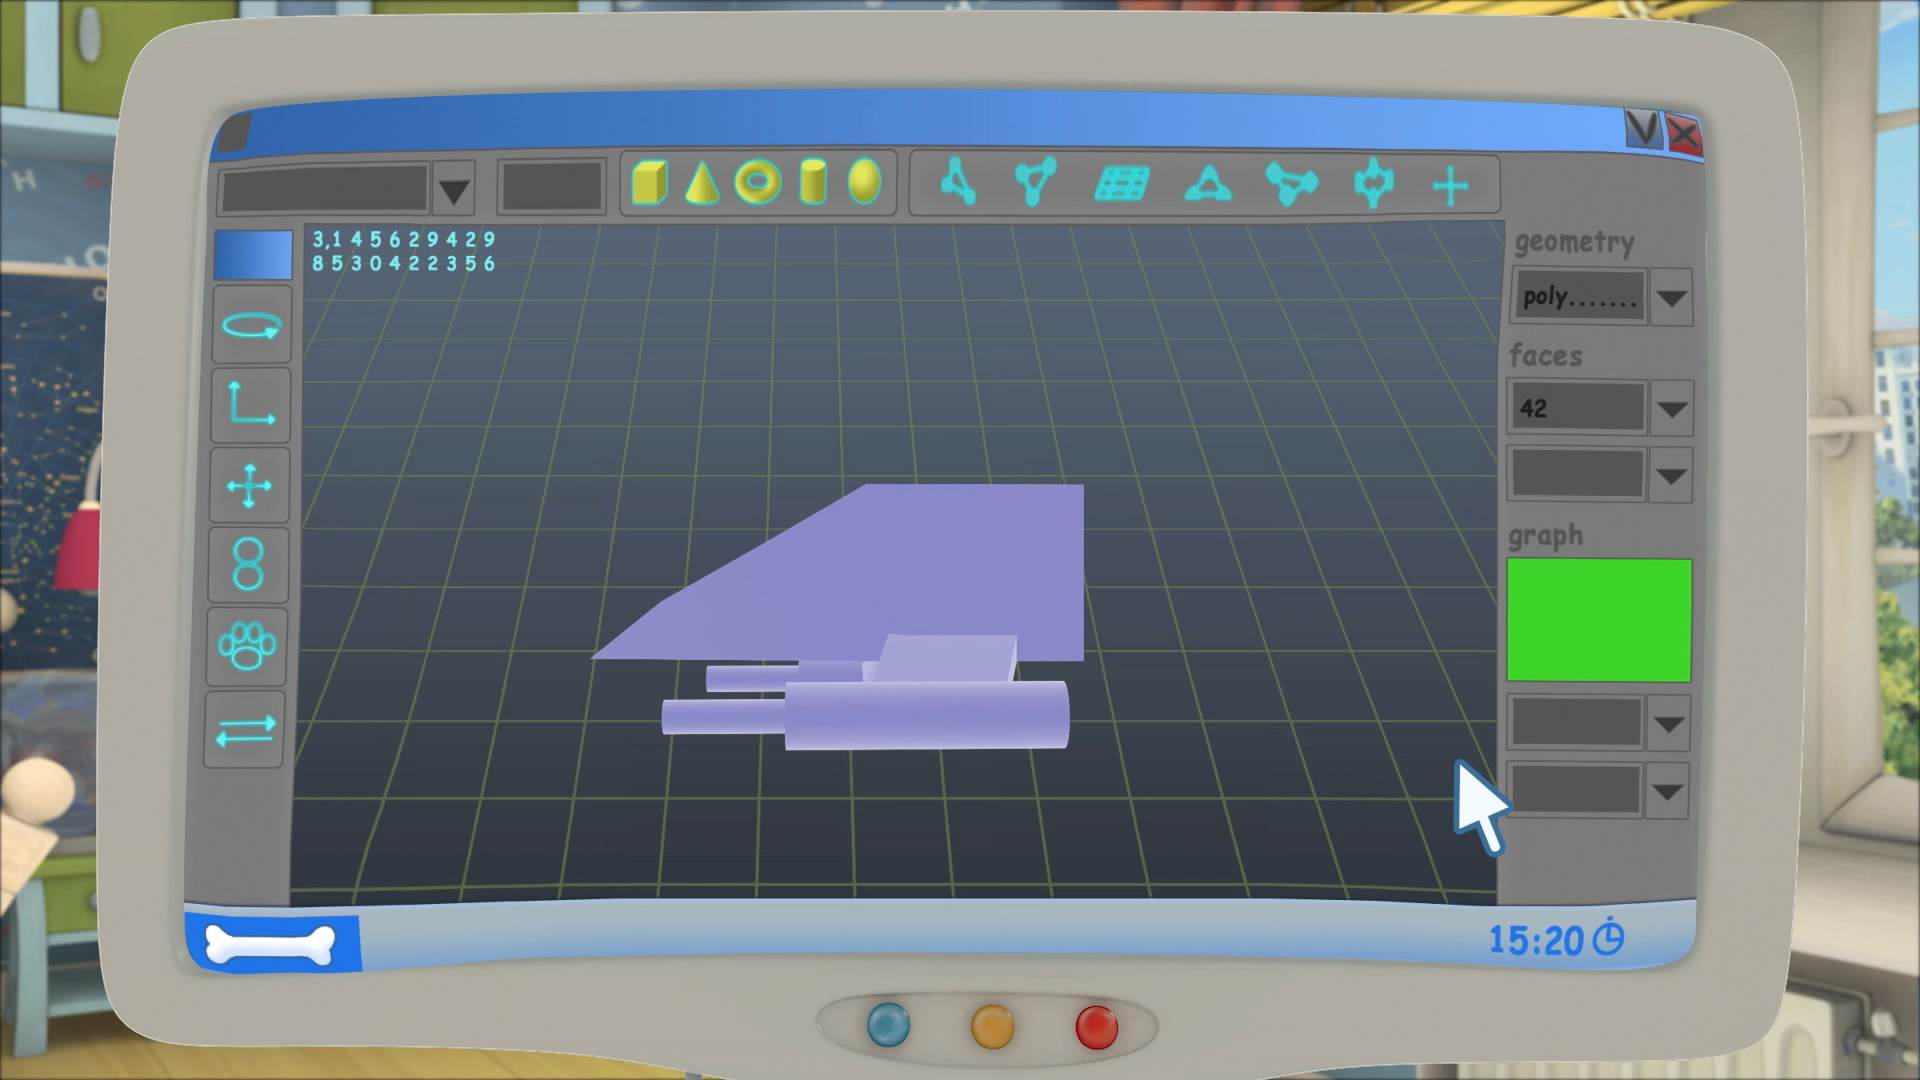 3,1 4 5 6 2 9 4 2 9
8 5 3 0 4 2 2 3 5 6
geometry
poly.......
faces
42
graph
15:20
H